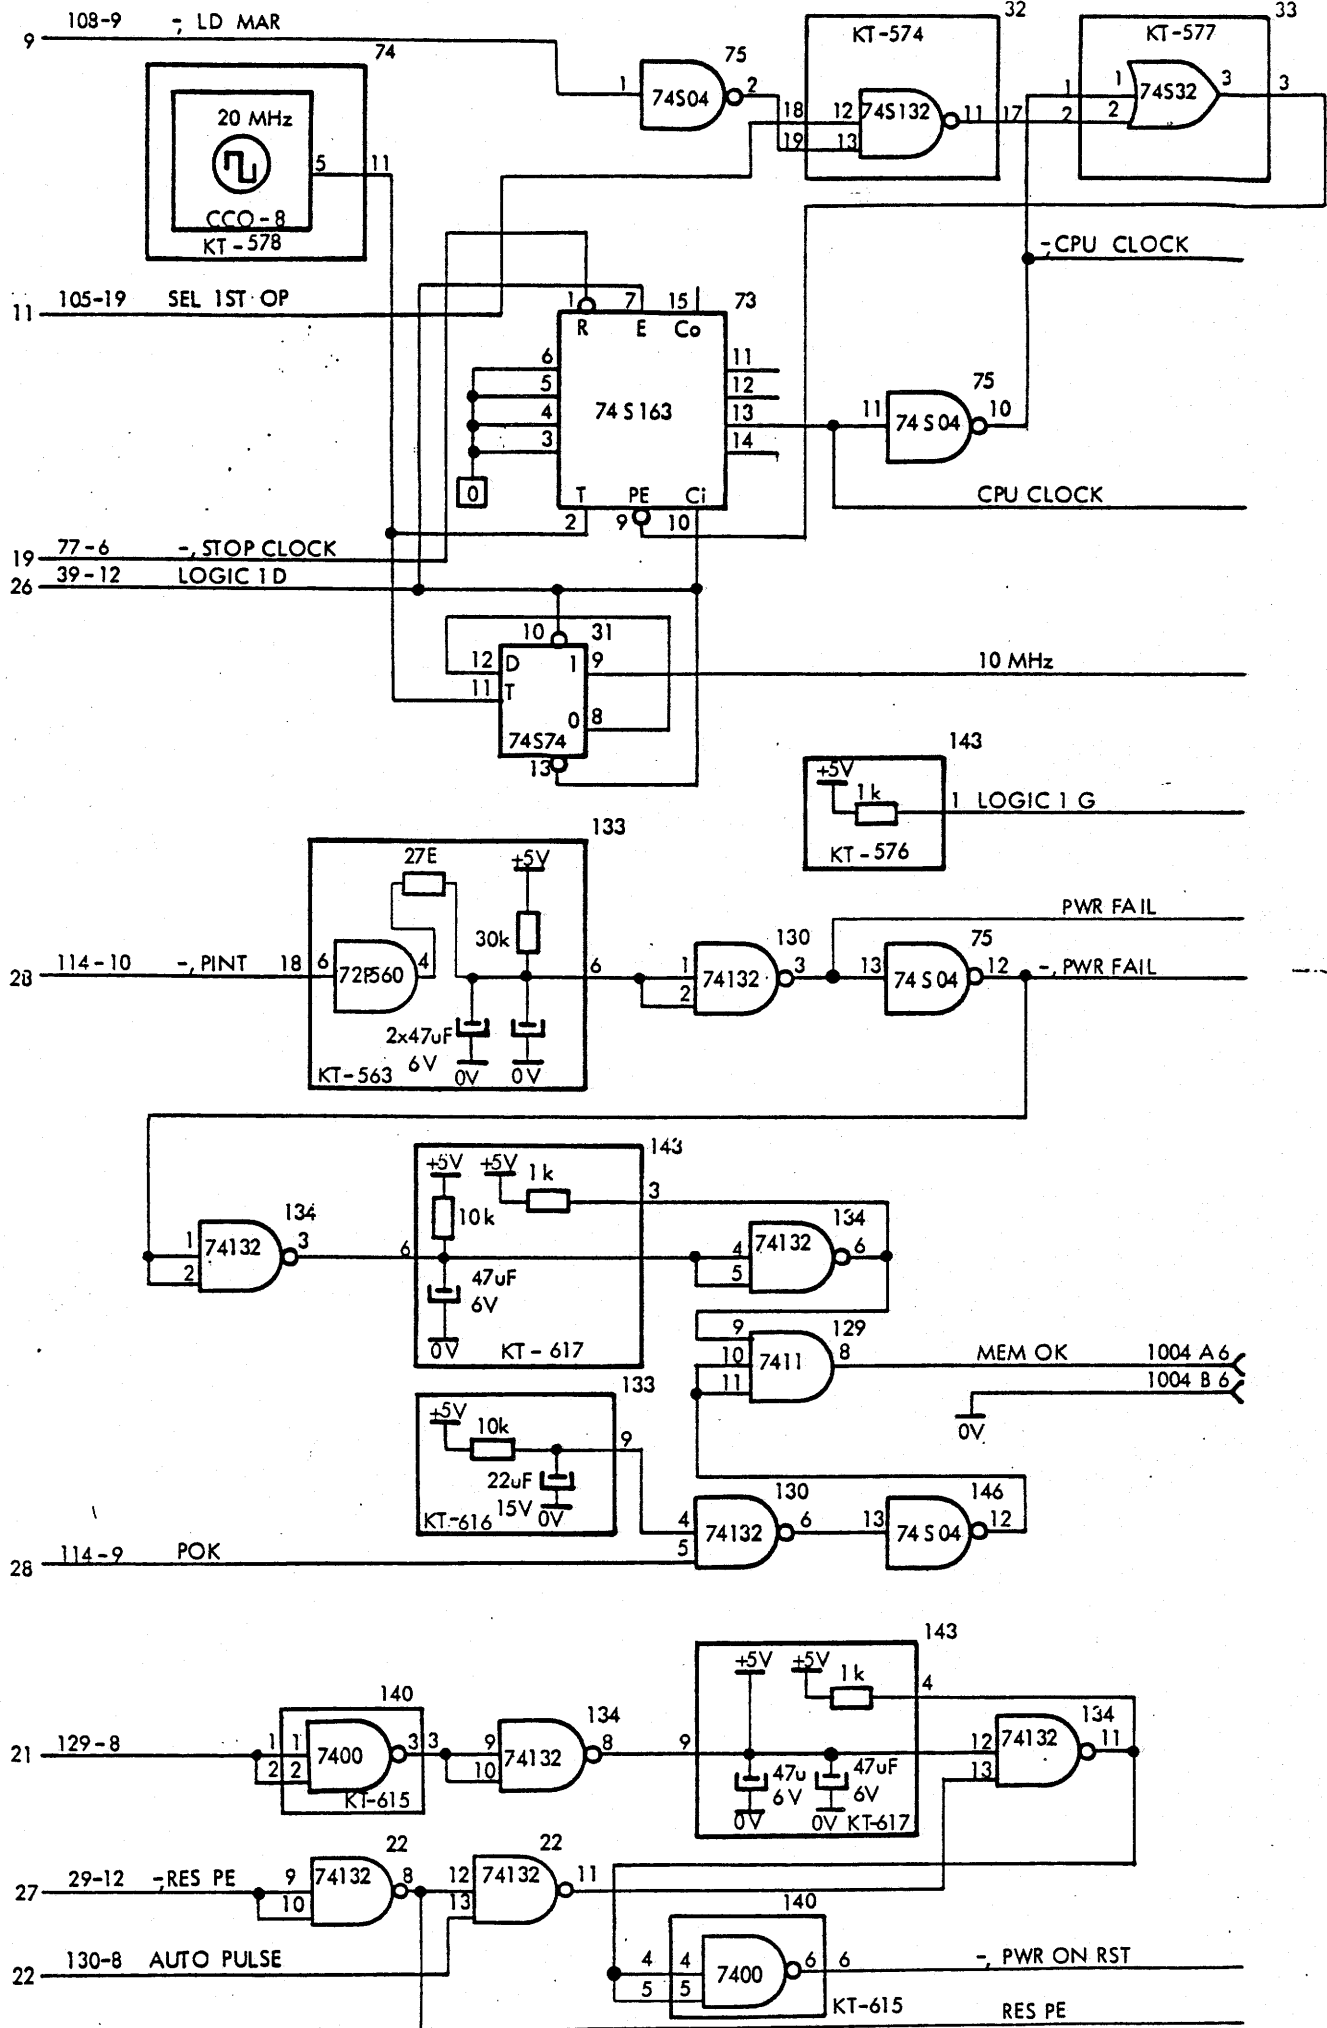 108-9 -, LD MAR
9
74
20 MHz
5
11
CCO-8
KT-578
75
1
74S04
2
32
KT-574
18
12
74S132
11
17
19
13
33
KT-577
1
1
74S32
3
3
2
2
-,CPU CLOCK
105-19 SEL 1ST OP
11
1
7
15
73
R
E
Co
6
5
4
3
74 S 163
11
12
13
14
0
T
PE
Ci
2
9
10
75
11
74 S 04
10
CPU CLOCK
77-6 -, STOP CLOCK
19
39-12 LOGIC 1D
26
10
31
12
D
1
9
11
T
0
8
74S74
13
10 MHz
143
+5V
1k
1 LOGIC 1 G
KT-576
133
27E
+5V
30k
114-10 -, PINT
28
18
6
72P560
4
6
2x47uF
6V
0V
0V
KT-563
130
1
2
74132
3
PWR FAIL
75
13
74 S 04
12
-, PWR FAIL
134
1
2
74132
3
143
+5V
+5V
1k
3
10k
6
47uF
6V
0V
KT-617
134
4
5
74132
6
129
9
10
11
7411
8
MEM OK
1004 A 6
1004 B 6
0V
133
+5V
10k
9
22uF
15V
0V
KT-616
130
4
5
74132
6
146
13
74 S 04
12
114-9 POK
28
143
+5V
+5V
1k
4
140
129-8
21
1
1
2
2
7400
3
3
KT-615
134
9
10
74132
8
9
47u
6V
0V
47uF
6V
0V
KT-617
134
12
13
74132
11
22
29-12 -,RES PE
27
9
10
74132
8
22
12
13
74132
11
130-8 AUTO PULSE
22
140
4
4
5
5
7400
6
6
KT-615
-, PWR ON RST
RES PE